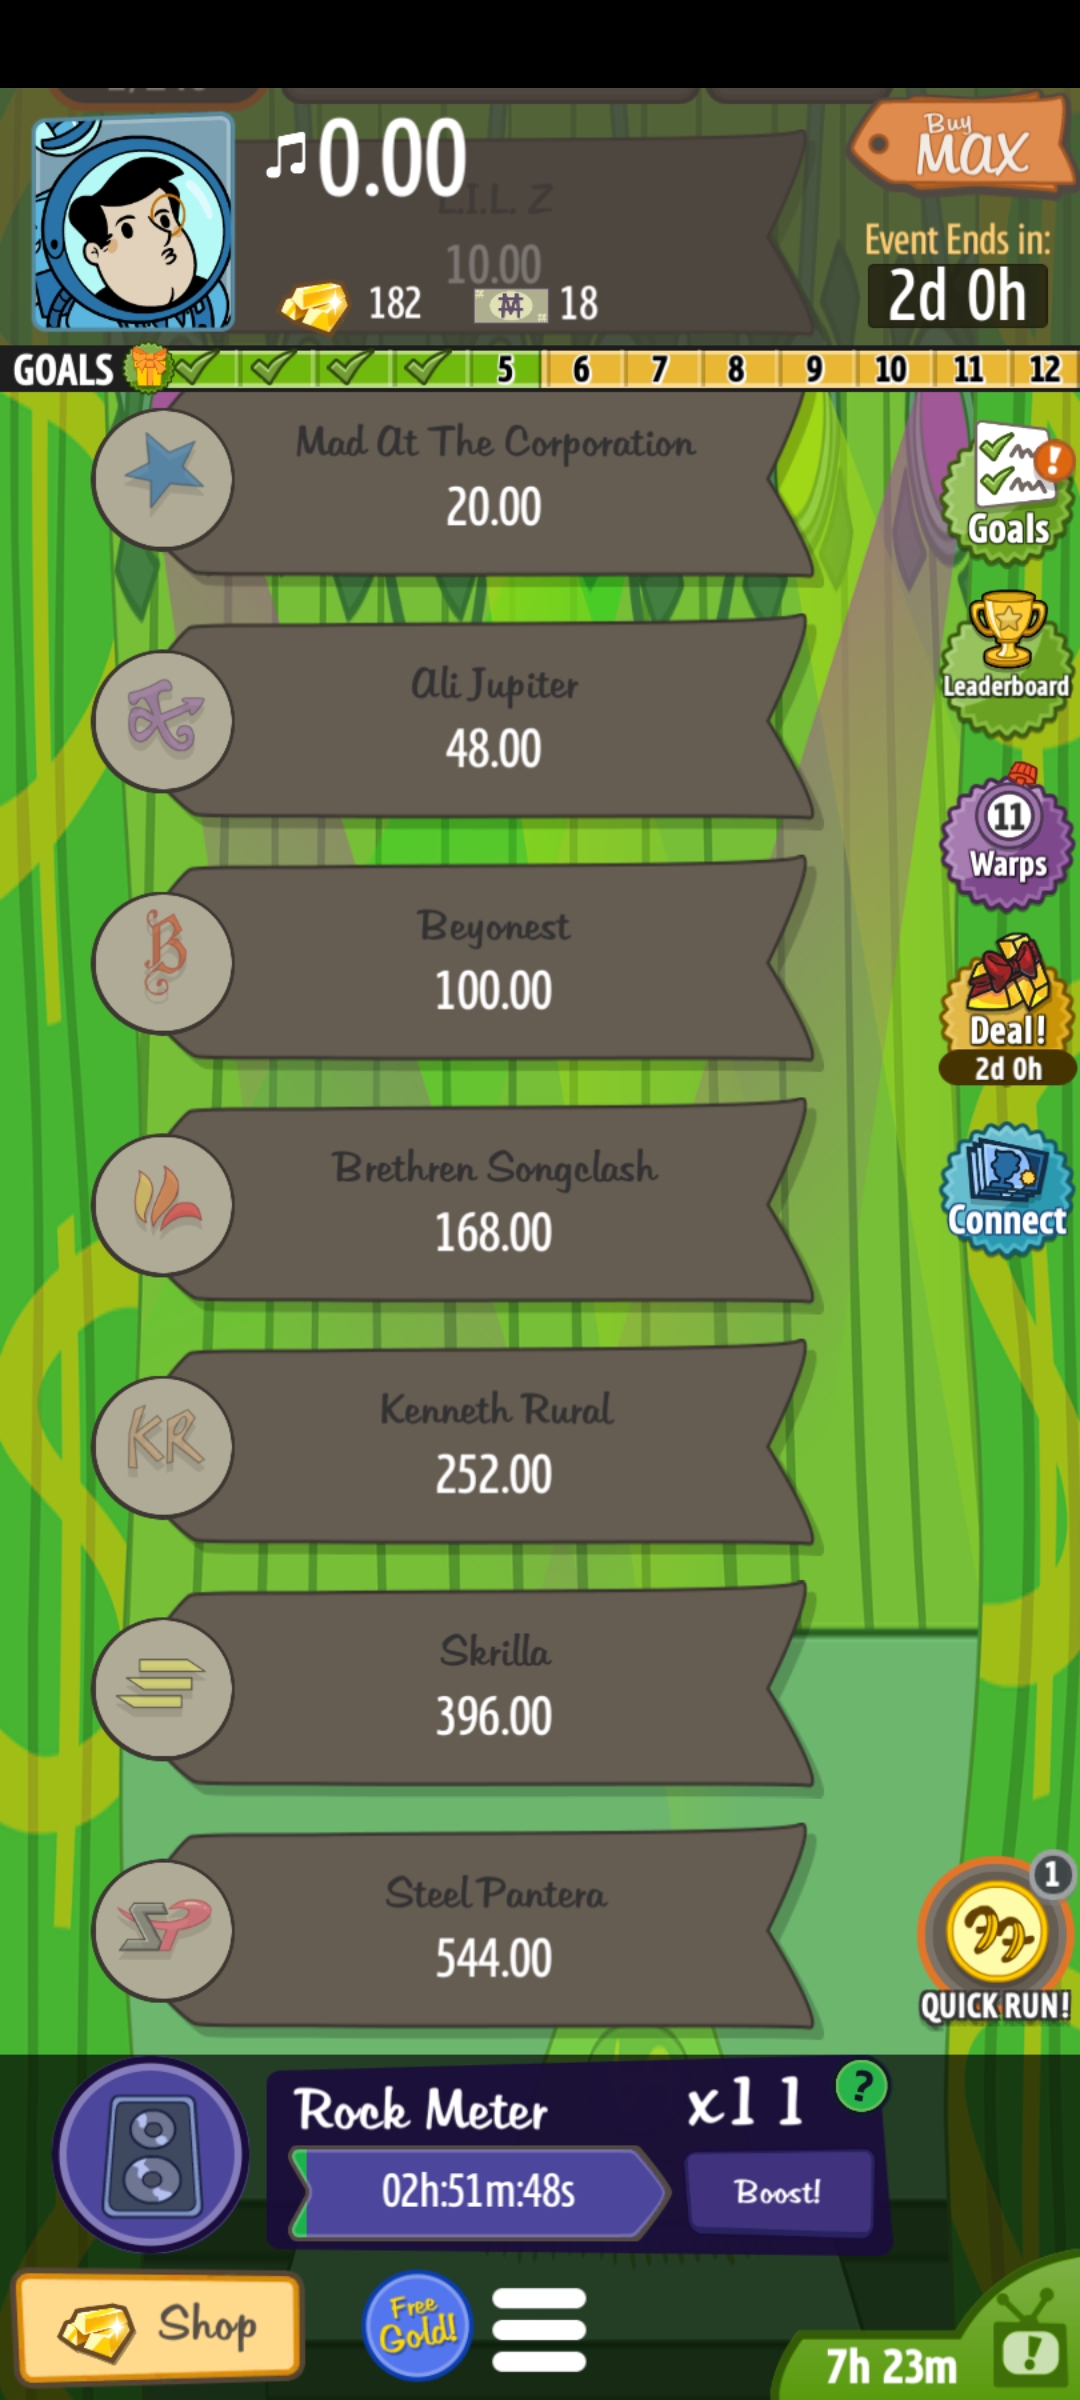 ♫0.00
Buy
MAX
L.I.L. Z
10.00
Event Ends in:
2d 0h
182
18
GOALS 5 6 7 8 9 10 11 12
Mad At The Corporation
20.00
Goals
Ali Jupiter
48.00
Leaderboard
11
Warps
Beyonest
100.00
Deal!
2d 0h
Brethren Songclash
168.00
Connect
KR
Kenneth Rural
252.00
Skrilla
396.00
SP
Steel Pantera
544.00
1
QUICK RUN!
Rock Meter
x11
?
02h:51m:48s
Boost!
Shop
Free
Gold!
!
7h 23m